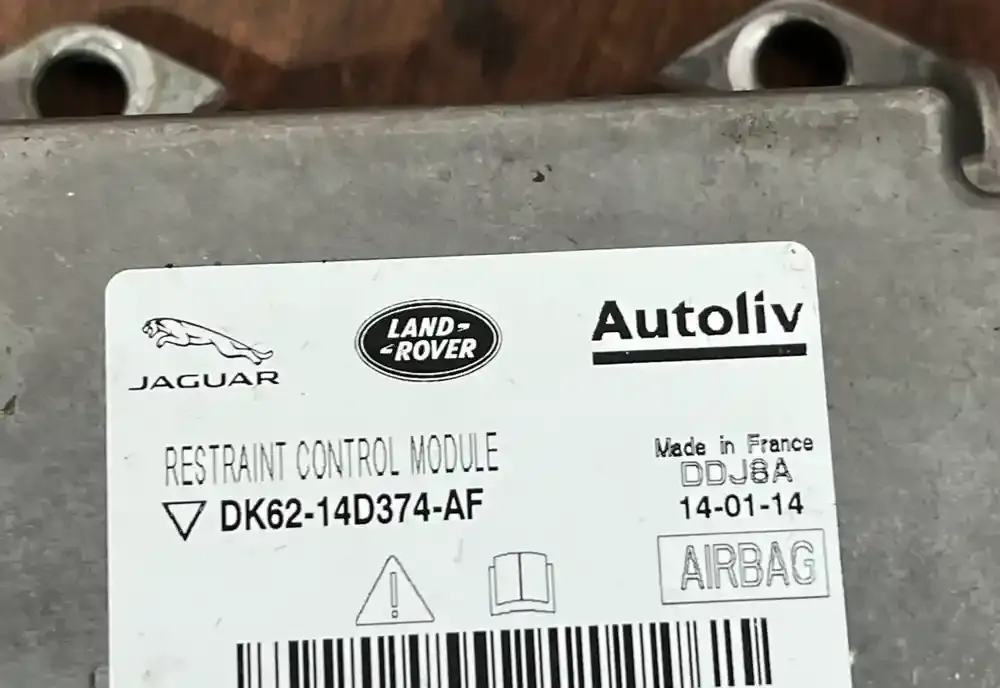 JAGUAR
LAND-
-ROVER
Autoliv
RESTRAINT CONTROL MODULE
DK62-14D374-AF
Made in France
DDJ8A
14-01-14
AIRBAG